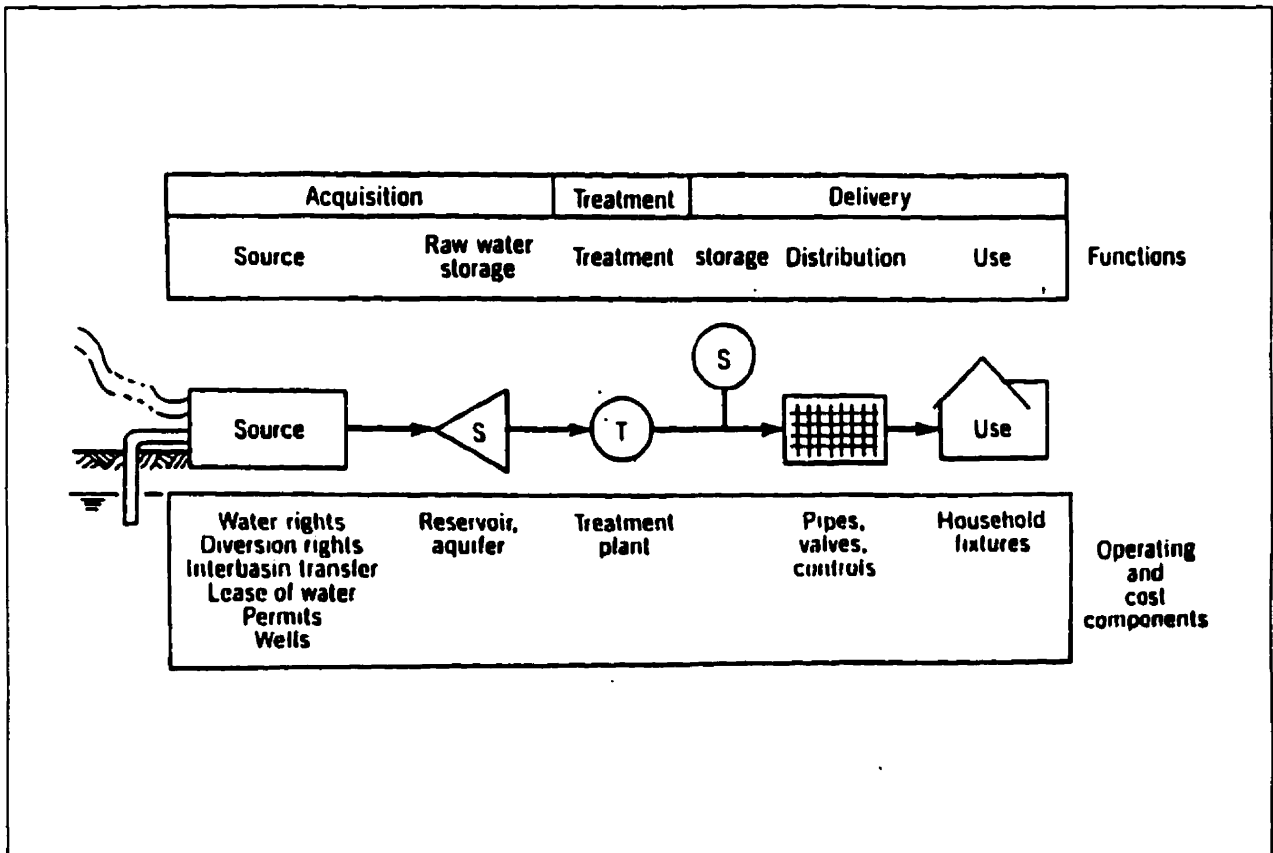 Acquisition Treatment Delivery
Source Raw water storage Treatment storage Distribution Use Functions
S
Source S T Use
Water rights
Diversion rights
Interbasin transfer
Lease of water
Permits
Wells
Reservoir,
aquifer
Treatment
plant
Pipes,
valves,
controls
Household
fixtures
Operating
and
cost
components